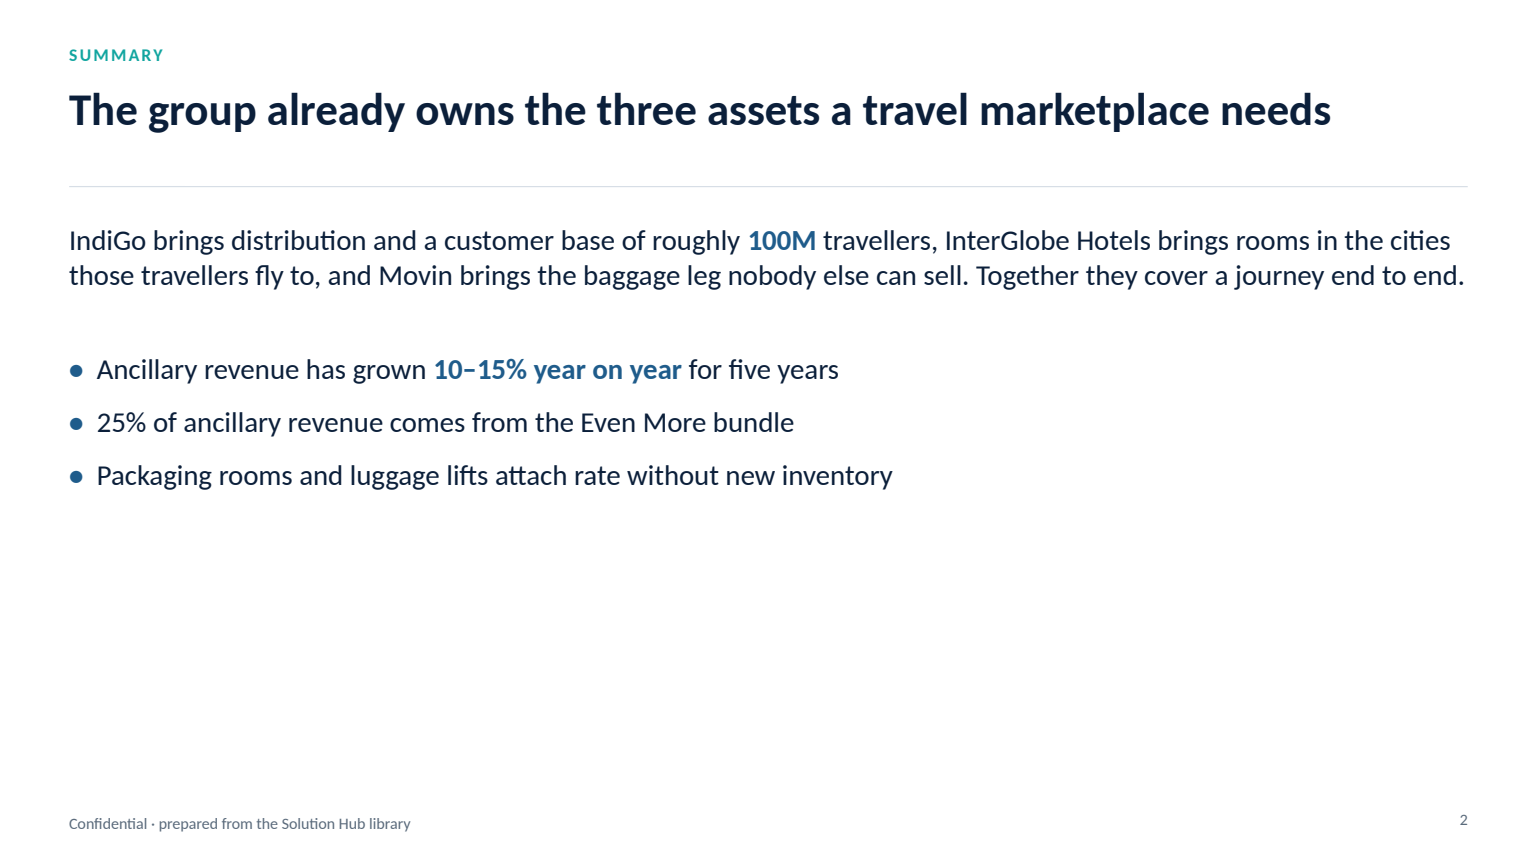 SUMMARY
The group already owns the three assets a travel marketplace needs
IndiGo brings distribution and a customer base of roughly 100M travellers, InterGlobe Hotels brings rooms in the cities
those travellers fly to, and Movin brings the baggage leg nobody else can sell. Together they cover a journey end to end.
● Ancillary revenue has grown 10–15% year on year for five years
● 25% of ancillary revenue comes from the Even More bundle
● Packaging rooms and luggage lifts attach rate without new inventory
Confidential · prepared from the Solution Hub library
2